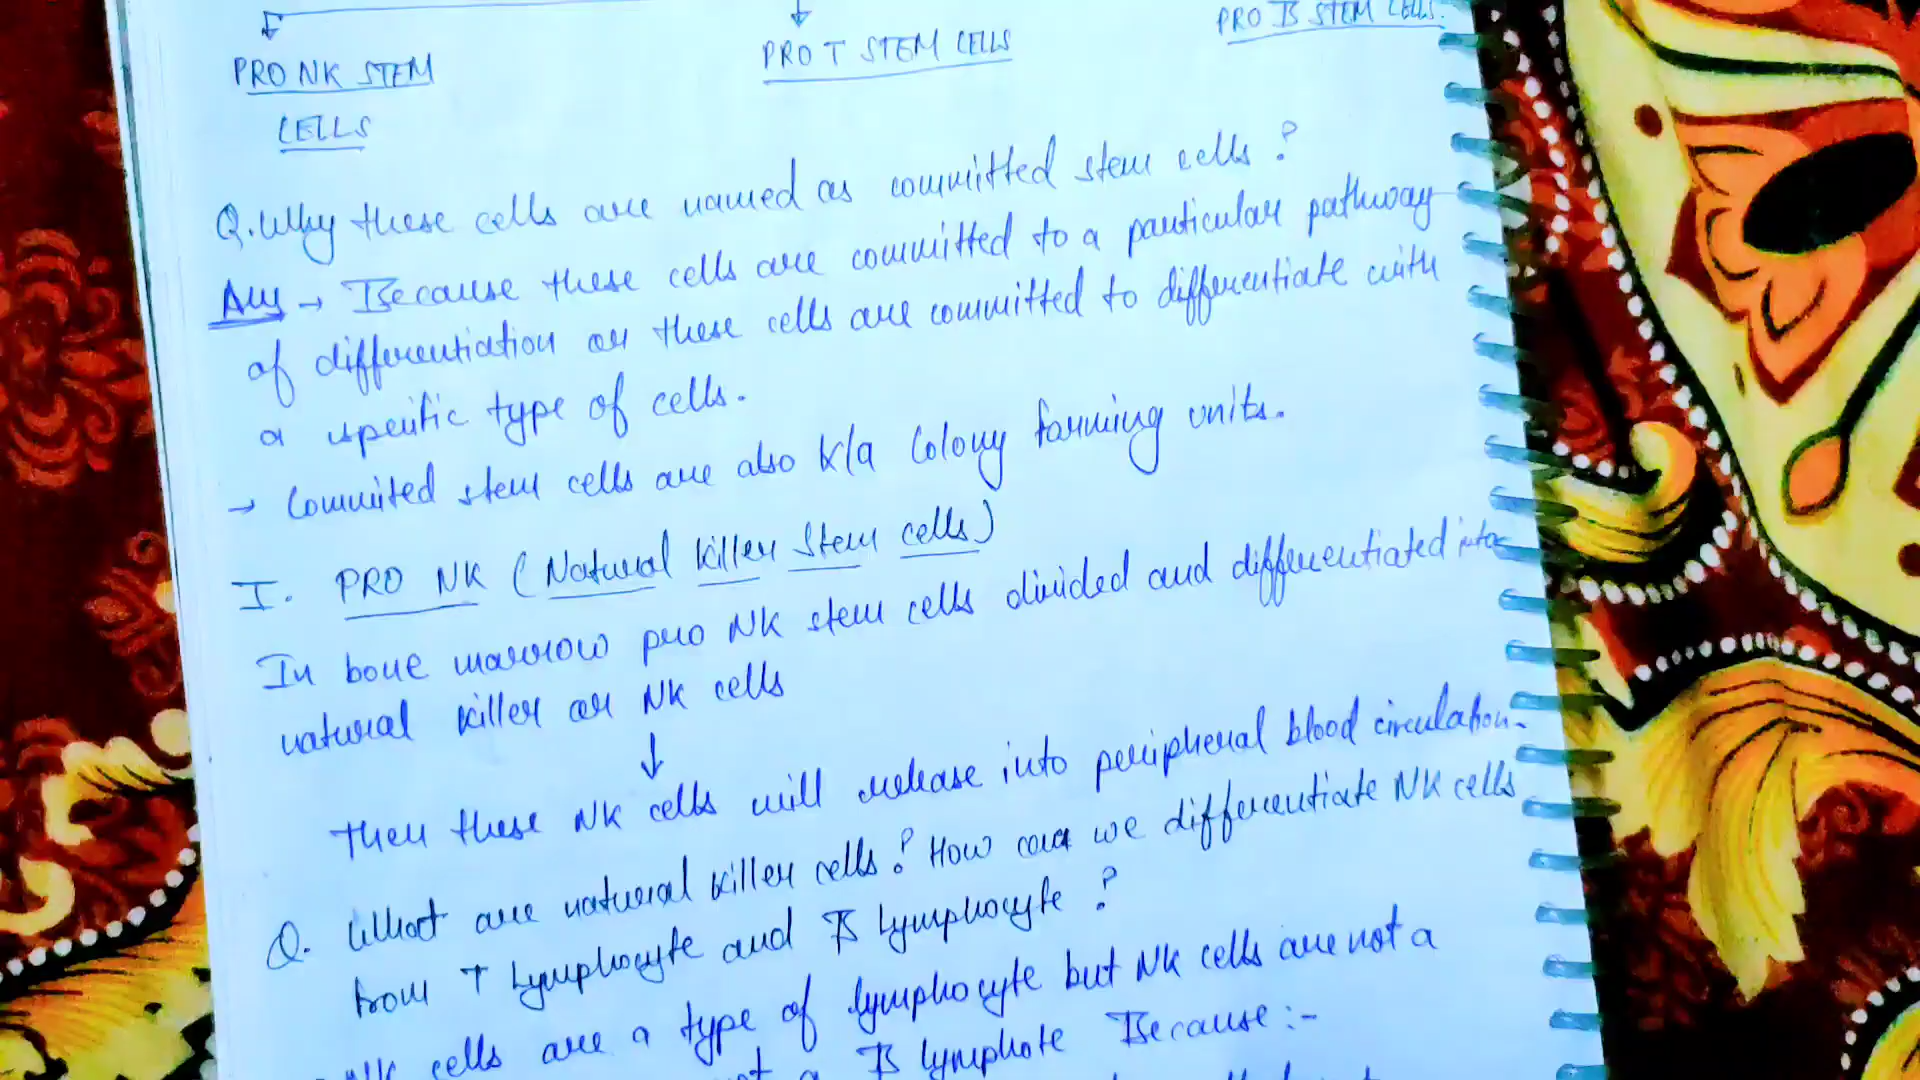 PRO NK STEM CELLS
PRO T STEM CELLS
PRO B STEM CELLS.
Q. Why these cells are named as committed stem cells?
Ans → Because these cells are committed to a particular pathway
of differentiation or these cells are committed to differentiate with
a specific type of cells.
→ Commited stem cells are also K/a Colony forming units.
I. PRO NK (Natural killer Stem cells)
In bone marrow pro NK stem cells divided and differentiated into
natural killer or NK cells
↓
Then these NK cells will release into peripheral blood circulation.
Q. What are natural killer cells? How can we differentiate NK cells
from T Lymphocyte and B Lymphocyte?
NK cells are a type of lymphocyte but NK cells are not a
a B lymphote Because :-